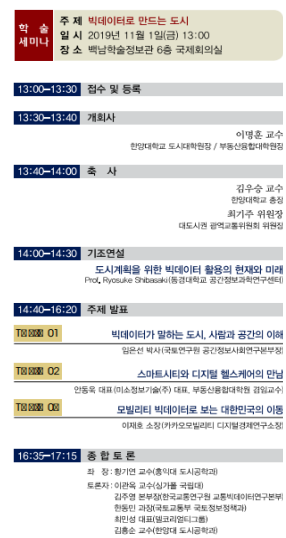 학 술
세미나
주 제 빅데이터로 만드는 도시
일 시 2019년 11월 1일(금) 13:00
장 소 백남학술정보관 6층 국제회의실
13:00-13:30 접수 및 등록
13:30-13:40 개회사
이명훈 교수
한양대학교 도시대학원장 / 부동산융합대학원장
13:40-14:00 축 사
김우승 교수
한양대학교 총장
최기주 위원장
대도시권 광역교통위원회 위원장
14:00-14:30 기조연설
도시계획을 위한 빅데이터 활용의 현재와 미래
Prof. Ryosuke Shibasaki(동경대학교 공간정보과학연구센터)
14:40-16:20 주제 발표
01 빅데이터가 말하는 도시, 사람과 공간의 이해
임은선 박사(국토연구원 공간정보사회연구본부장)
02 스마트시티와 디지털 헬스케어의 만남
안동욱 대표(미소정보기술(주) 대표, 부동산융합대학원 겸임교수)
모빌리티 빅데이터로 보는 대한민국의 이동
이재호 소장(카카오모빌리티 디지털경제연구소장)
16:35-17:15 종 합 토 론
좌 장 : 황기연 교수(홍익대 도시공학과)
토론자 : 이관옥 교수(싱가폴 국립대)
김주영 본부장(한국교통연구원 교통빅데이터연구본부)
한동민 과장(국토교통부 국토정보정책과)
최민성 대표(델코리얼티그룹)
김홍순 교수(한양대 도시공학과)